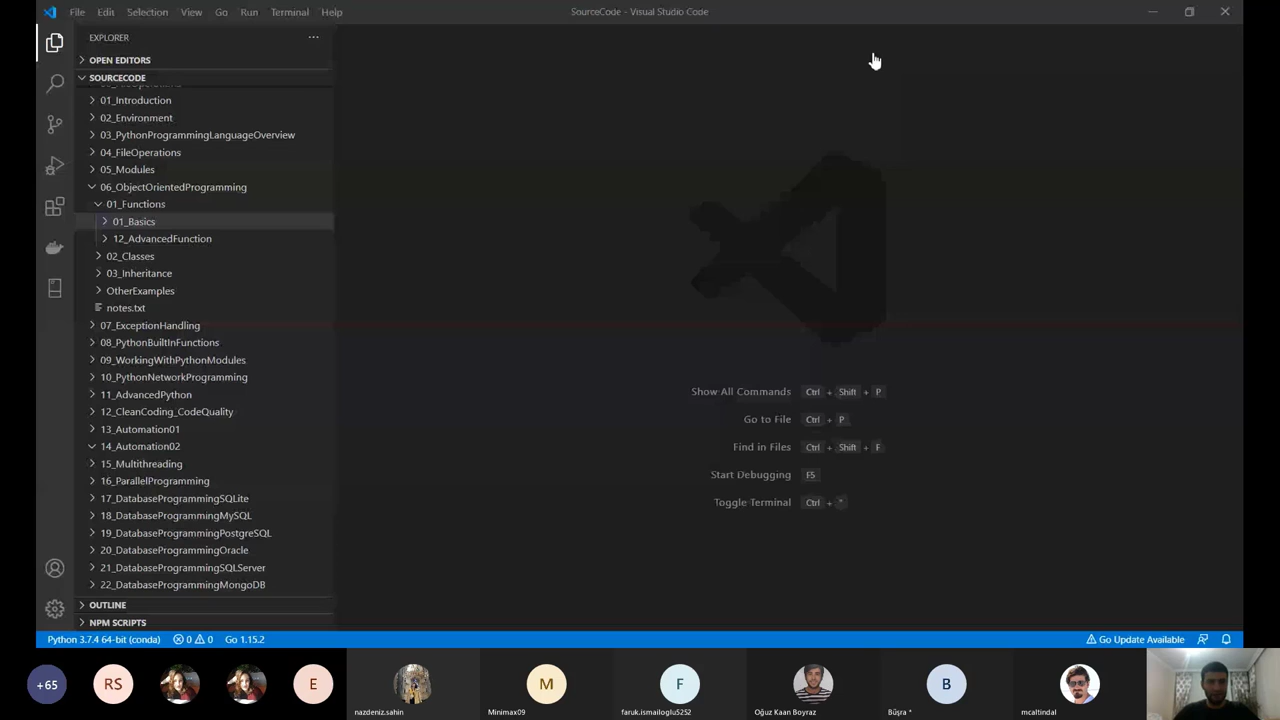 File Edit Selection View Go Run Terminal Help
SourceCode - Visual Studio Code
EXPLORER
OPEN EDITORS
SOURCECODE
01_Introduction
02_Environment
03_PythonProgrammingLanguageOverview
04_FileOperations
05_Modules
06_ObjectOrientedProgramming
01_Functions
01_Basics
12_AdvancedFunction
02_Classes
03_Inheritance
OtherExamples
notes.txt
07_ExceptionHandling
08_PythonBuiltInFunctions
09_WorkingWithPythonModules
10_PythonNetworkProgramming
11_AdvancedPython
12_CleanCoding_CodeQuality
13_Automation01
14_Automation02
15_Multithreading
16_ParallelProgramming
17_DatabaseProgrammingSQLite
18_DatabaseProgrammingMySQL
19_DatabaseProgrammingPostgreSQL
20_DatabaseProgrammingOracle
21_DatabaseProgrammingSQLServer
22_DatabaseProgrammingMongoDB
OUTLINE
NPM SCRIPTS
Show All Commands Ctrl + Shift + P
Go to File Ctrl + P
Find in Files Ctrl + Shift + F
Start Debugging F5
Toggle Terminal Ctrl + "
Python 3.7.4 64-bit (conda) 0 0 Go 1.15.2
Go Update Available
+65 RS E M F B
nazdeniz.sahin Minimax09 faruk.ismailoglu5252 Oğuz Kaan Boyraz Büşra * mcaltindal